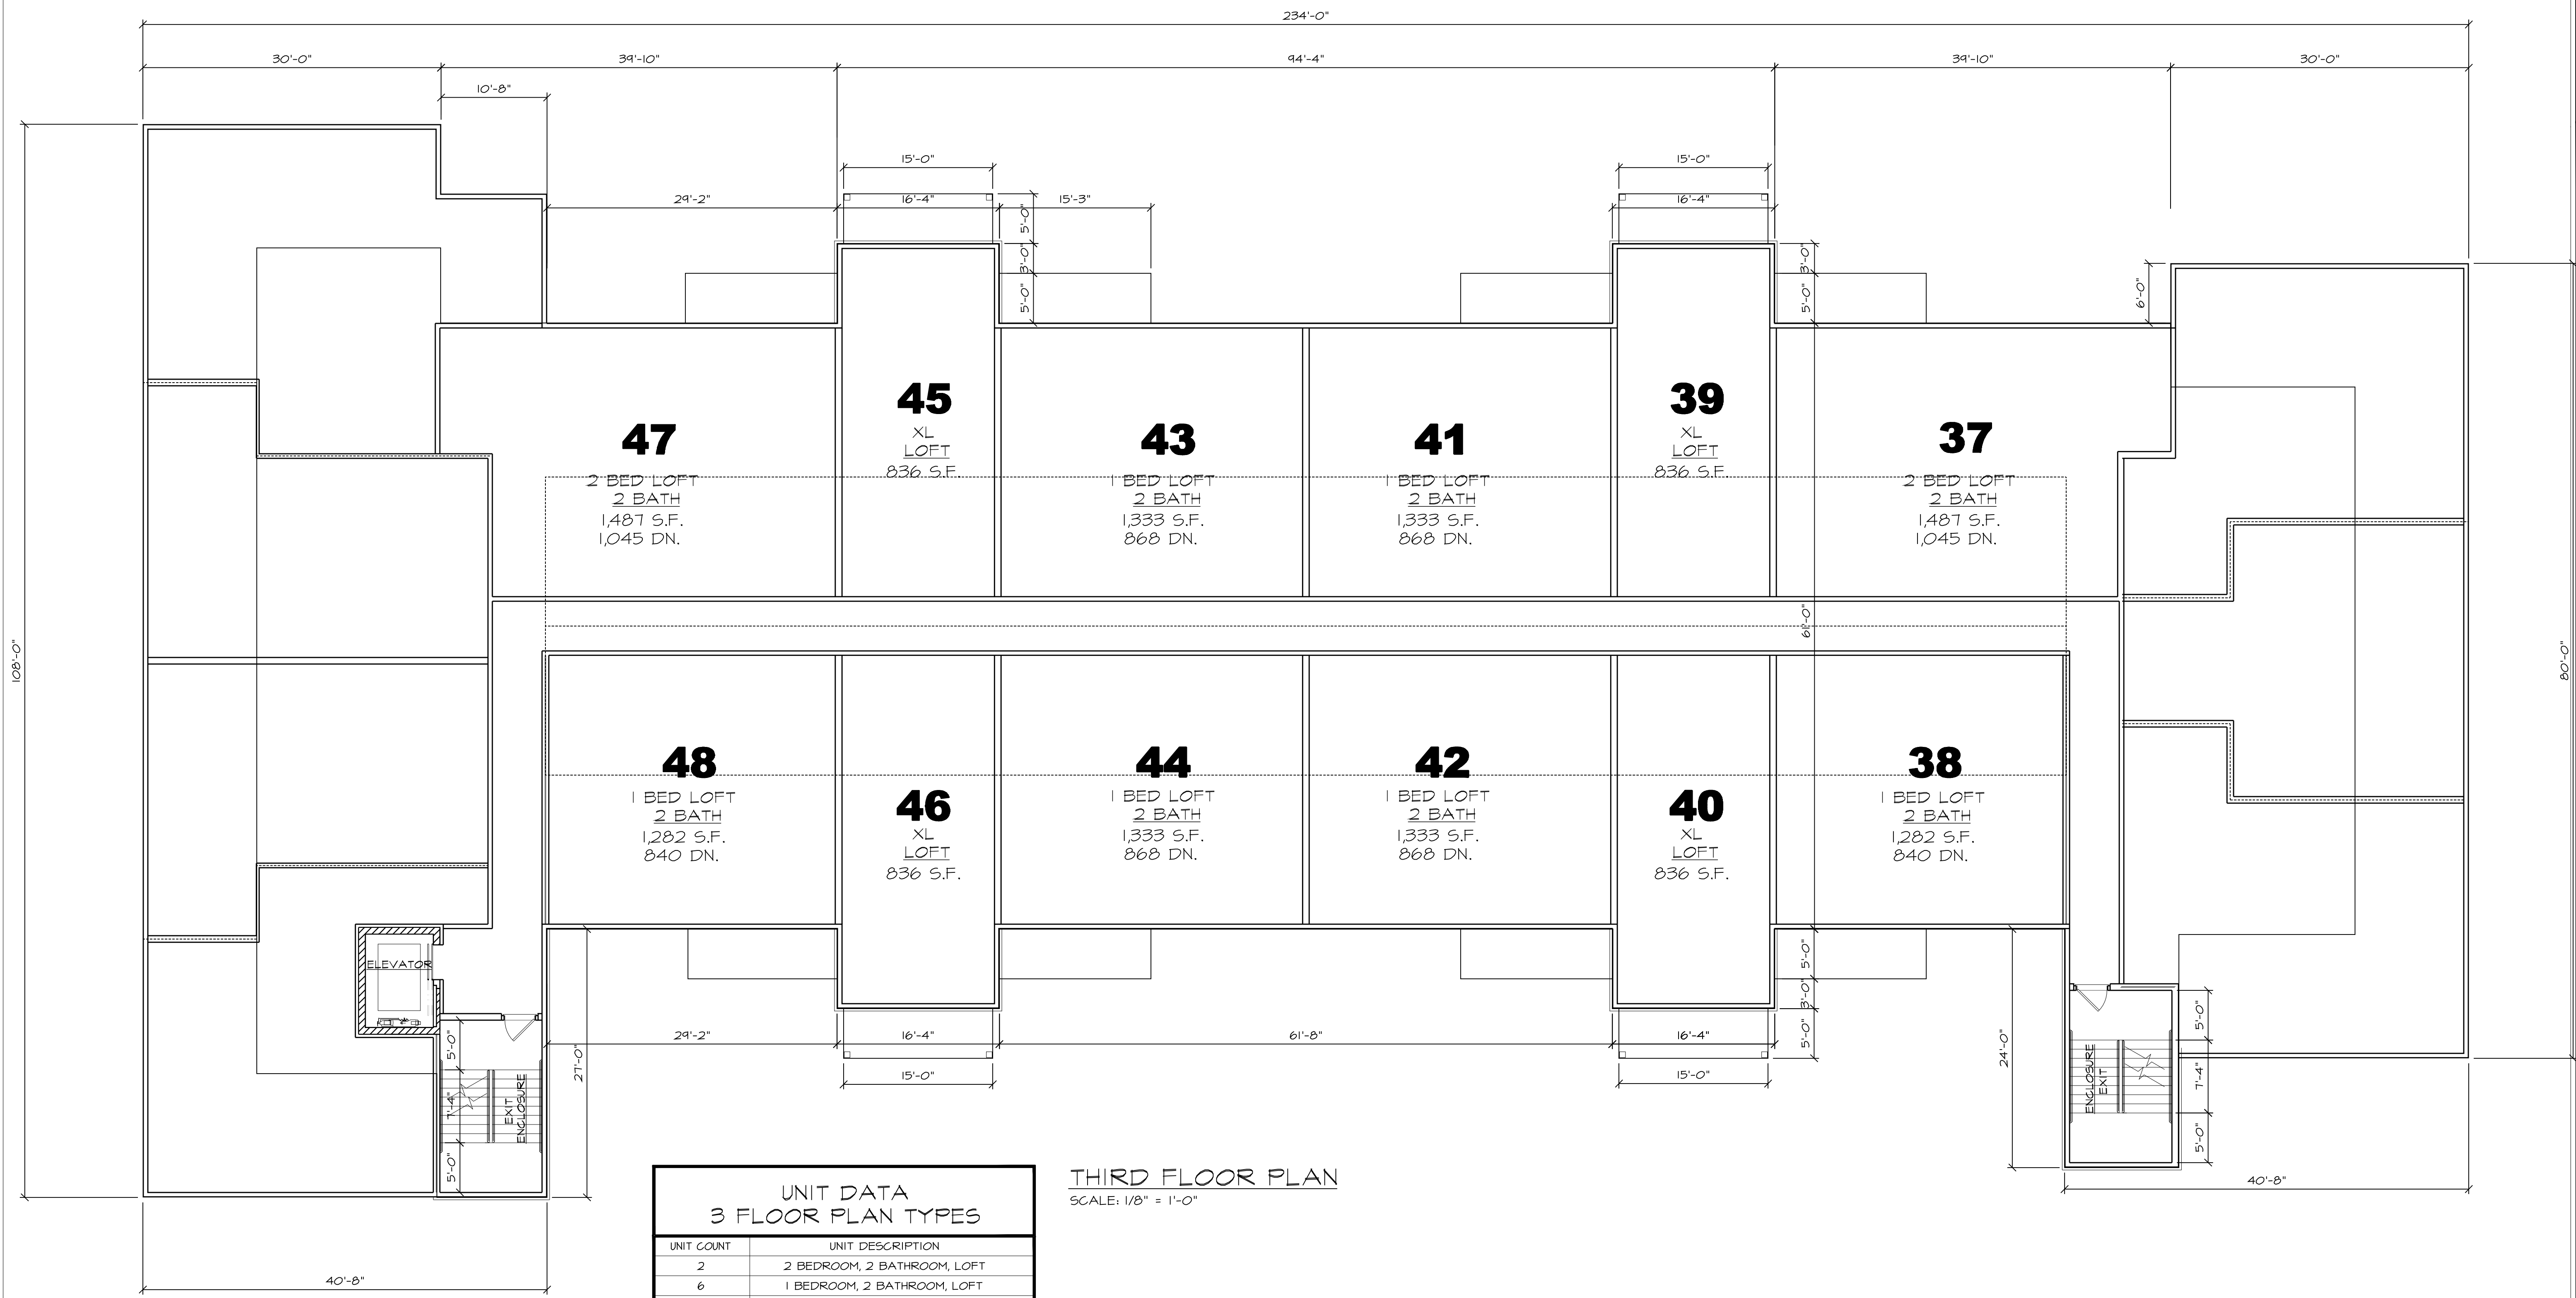 234'-0"
30'-0"
39'-10"
94'-4"
39'-10"
30'-0"
10'-8"
15'-0"
15'-0"
29'-2"
16'-4"
15'-3"
16'-4"
5'-0"
3'-0"
5'-0"
3'-0"
5'-0"
6'-0"
108'-0"
80'-0"
61'-0"
47
2 BED LOFT
2 BATH
1,487 S.F.
1,045 DN.
45
XL
LOFT
836 S.F.
43
1 BED LOFT
2 BATH
1,333 S.F.
868 DN.
41
1 BED LOFT
2 BATH
1,333 S.F.
868 DN.
39
XL
LOFT
836 S.F.
37
2 BED LOFT
2 BATH
1,487 S.F.
1,045 DN.
48
1 BED LOFT
2 BATH
1,282 S.F.
840 DN.
46
XL
LOFT
836 S.F.
44
1 BED LOFT
2 BATH
1,333 S.F.
868 DN.
42
1 BED LOFT
2 BATH
1,333 S.F.
868 DN.
40
XL
LOFT
836 S.F.
38
1 BED LOFT
2 BATH
1,282 S.F.
840 DN.
ELEVATOR
5'-0"
7'-4"
5'-0"
EXIT
ENCLOSURE
27'-0"
29'-2"
16'-4"
61'-8"
16'-4"
15'-0"
15'-0"
5'-0"
3'-0"
5'-0"
24'-0"
ENCLOSURE
EXIT
5'-0"
7'-4"
5'-0"
40'-8"
40'-8"
THIRD FLOOR PLAN
SCALE: 1/8" = 1'-0"
UNIT DATA
3 FLOOR PLAN TYPES
UNIT COUNT UNIT DESCRIPTION
2 2 BEDROOM, 2 BATHROOM, LOFT
6 1 BEDROOM, 2 BATHROOM, LOFT